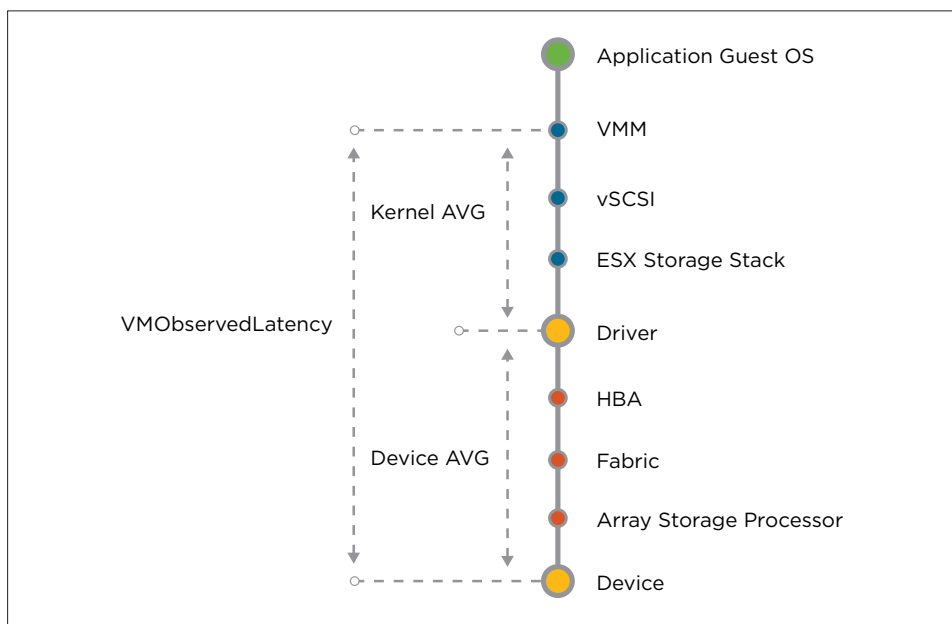 Application Guest OS
VMM
vSCSI
Kernel AVG
ESX Storage Stack
VMObservedLatency
Driver
HBA
Device AVG
Fabric
Array Storage Processor
Device